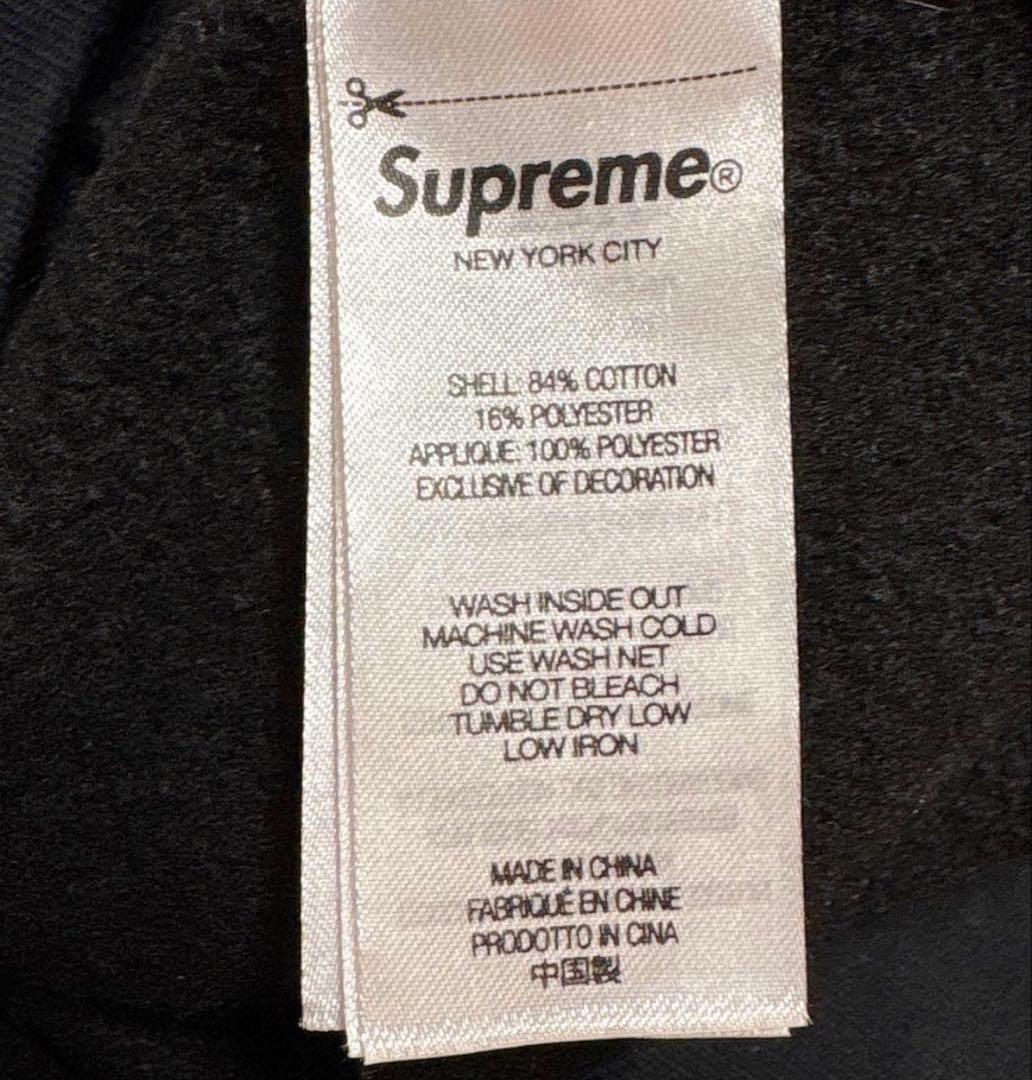 Supreme®
NEW YORK CITY
SHELL: 84% COTTON
16% POLYESTER
APPLIQUE: 100% POLYESTER
EXCLUSIVE OF DECORATION
WASH INSIDE OUT
MACHINE WASH COLD
USE WASH NET
DO NOT BLEACH
TUMBLE DRY LOW
LOW IRON
MADE IN CHINA
FABRIQUÉ EN CHINE
PRODOTTO IN CINA
中国製